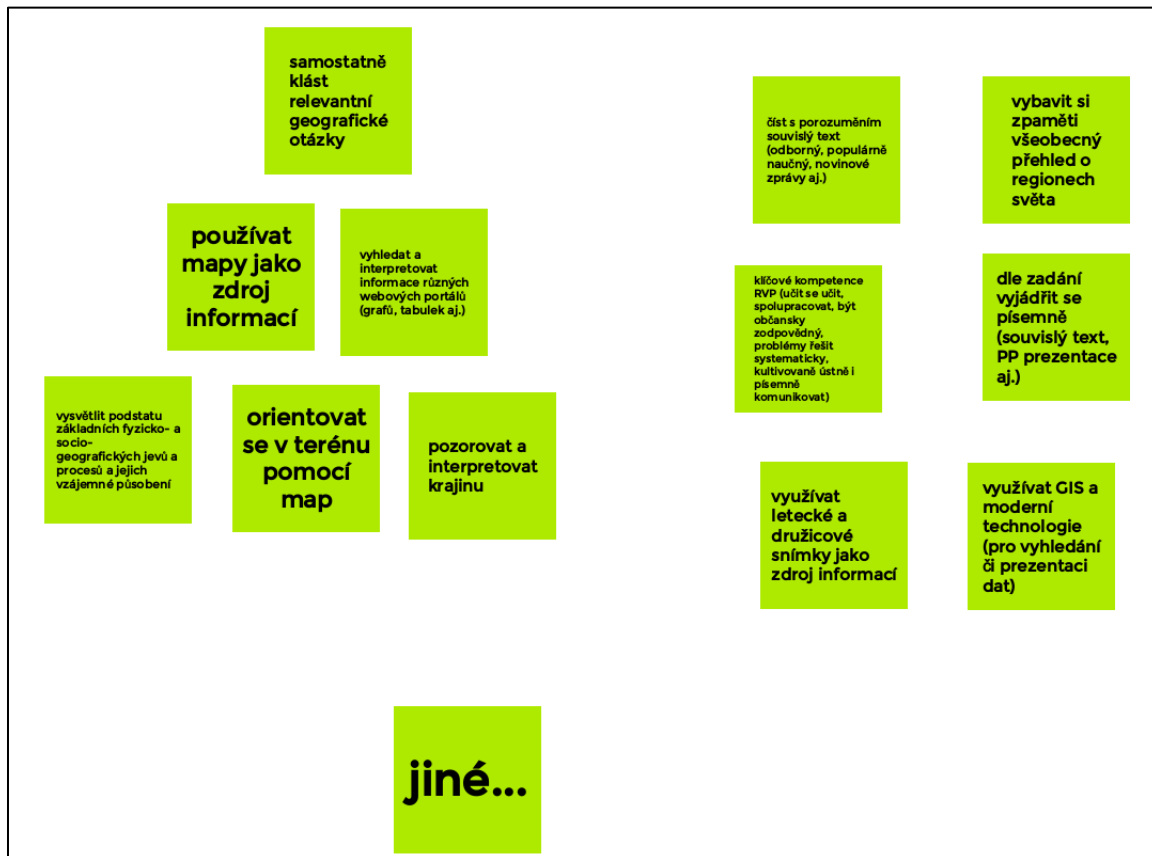 samostatně
klást
relevantní
geografické
otázky
používat
mapy jako
zdroj
informací
vyhledat a
interpretovat
informace různých
webových portálů
(grafů, tabulek aj.)
vysvětlit podstatu
základních fyzicko- a
socio-
geografických jevů a
procesů a jejich
vzájemné působení
orientovat
se v terénu
pomocí
map
pozorovat a
interpretovat
krajinu
číst s porozuměním
souvislý text
(odborný, populárně
naučný, novinové
zprávy aj.)
vybavit si
zpaměti
všeobecný
přehled o
regionech
světa
klíčové kompetence
RVP (učit se učit,
spolupracovat, být
občansky
zodpovědný,
problémy řešit
systematicky,
kultivovaně ústně i
písemně
komunikovat)
dle zadání
vyjádřit se
písemně
(souvislý text,
PP prezentace
aj.)
využívat
letecké a
družicové
snímky jako
zdroj informací
využívat GIS a
moderní
technologie
(pro vyhledání
či prezentaci
dat)
jiné...